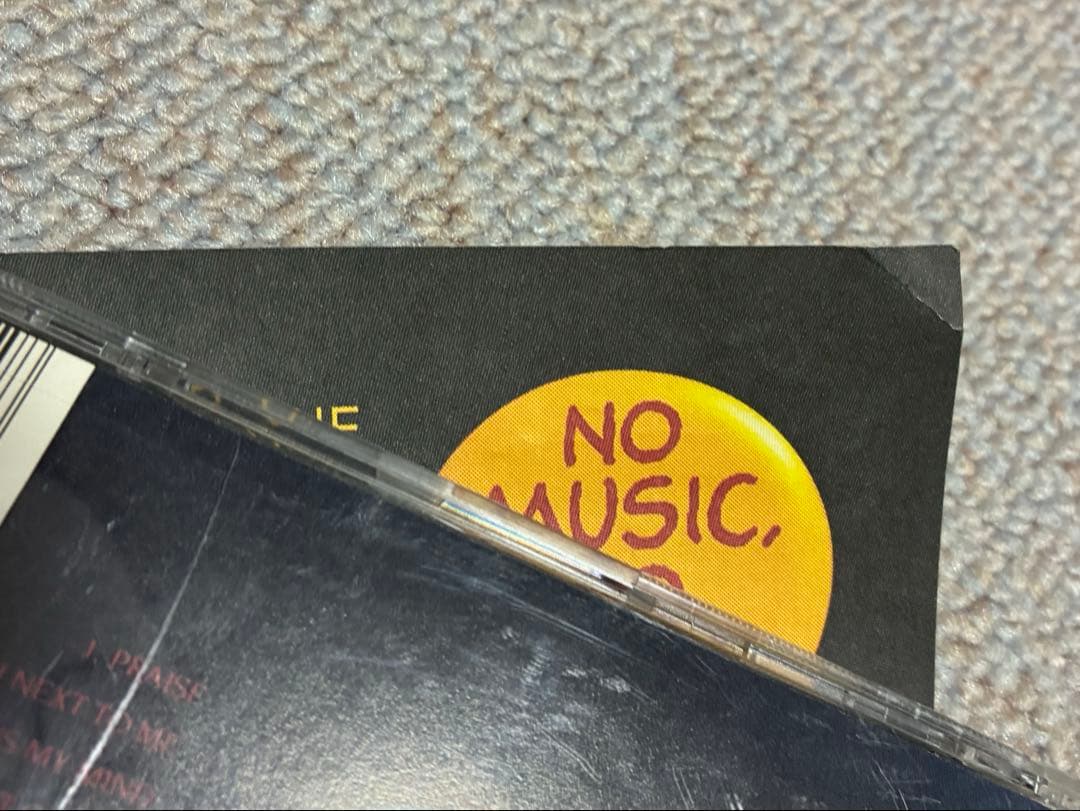 NO
MUSIC,
1. PRAISE
NEXT TO ME
MY MIND